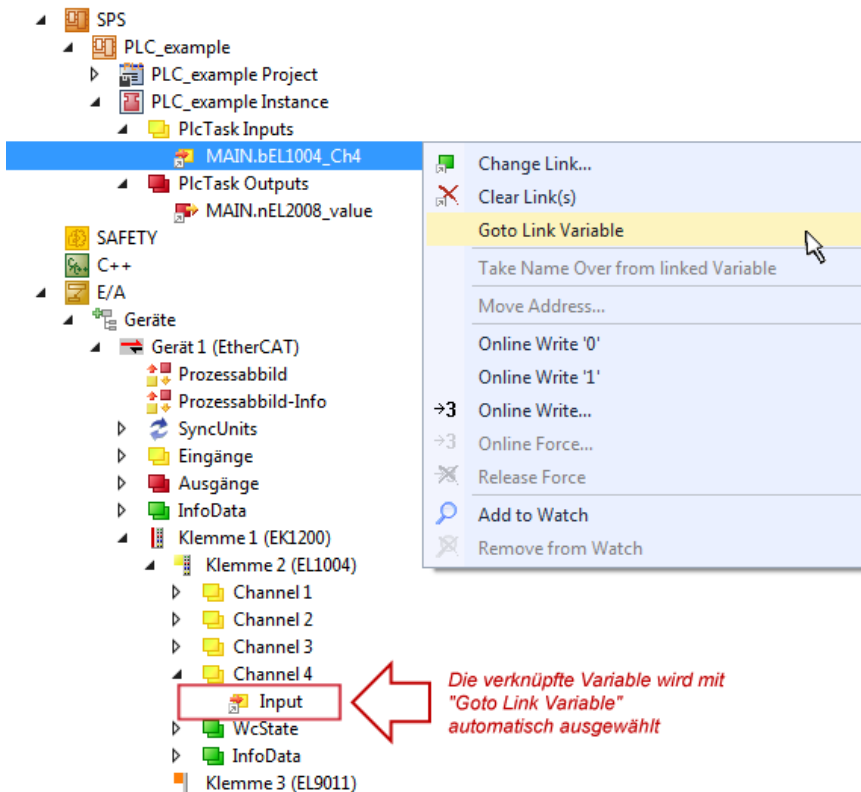 SPS
PLC_example
PLC_example Project
PLC_example Instance
PlcTask Inputs
MAIN.bEL1004_Ch4
PlcTask Outputs
MAIN.nEL2008_value
SAFETY
C++
E/A
Geräte
Gerät 1 (EtherCAT)
Prozessabbild
Prozessabbild-Info
SyncUnits
Eingänge
Ausgänge
InfoData
Klemme 1 (EK1200)
Klemme 2 (EL1004)
Channel 1
Channel 2
Channel 3
Channel 4
Input
WcState
InfoData
Klemme 3 (EL9011)
Change Link...
Clear Link(s)
Goto Link Variable
Take Name Over from linked Variable
Move Address...
Online Write '0'
Online Write '1'
→3 Online Write...
→3 Online Force...
Release Force
Add to Watch
Remove from Watch
Die verknüpfte Variable wird mit
"Goto Link Variable"
automatisch ausgewählt